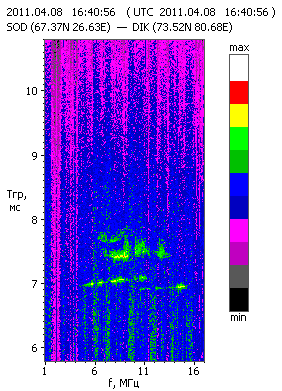 2011.04.08 16:40:56 (UTC 2011.04.08 16:40:56)
SOD (67.37N 26.63E) — DIK (73.52N 80.68E)
max
10
9
Tгр,
мс
8
7
6
min
1 6 11 16
f, МГц